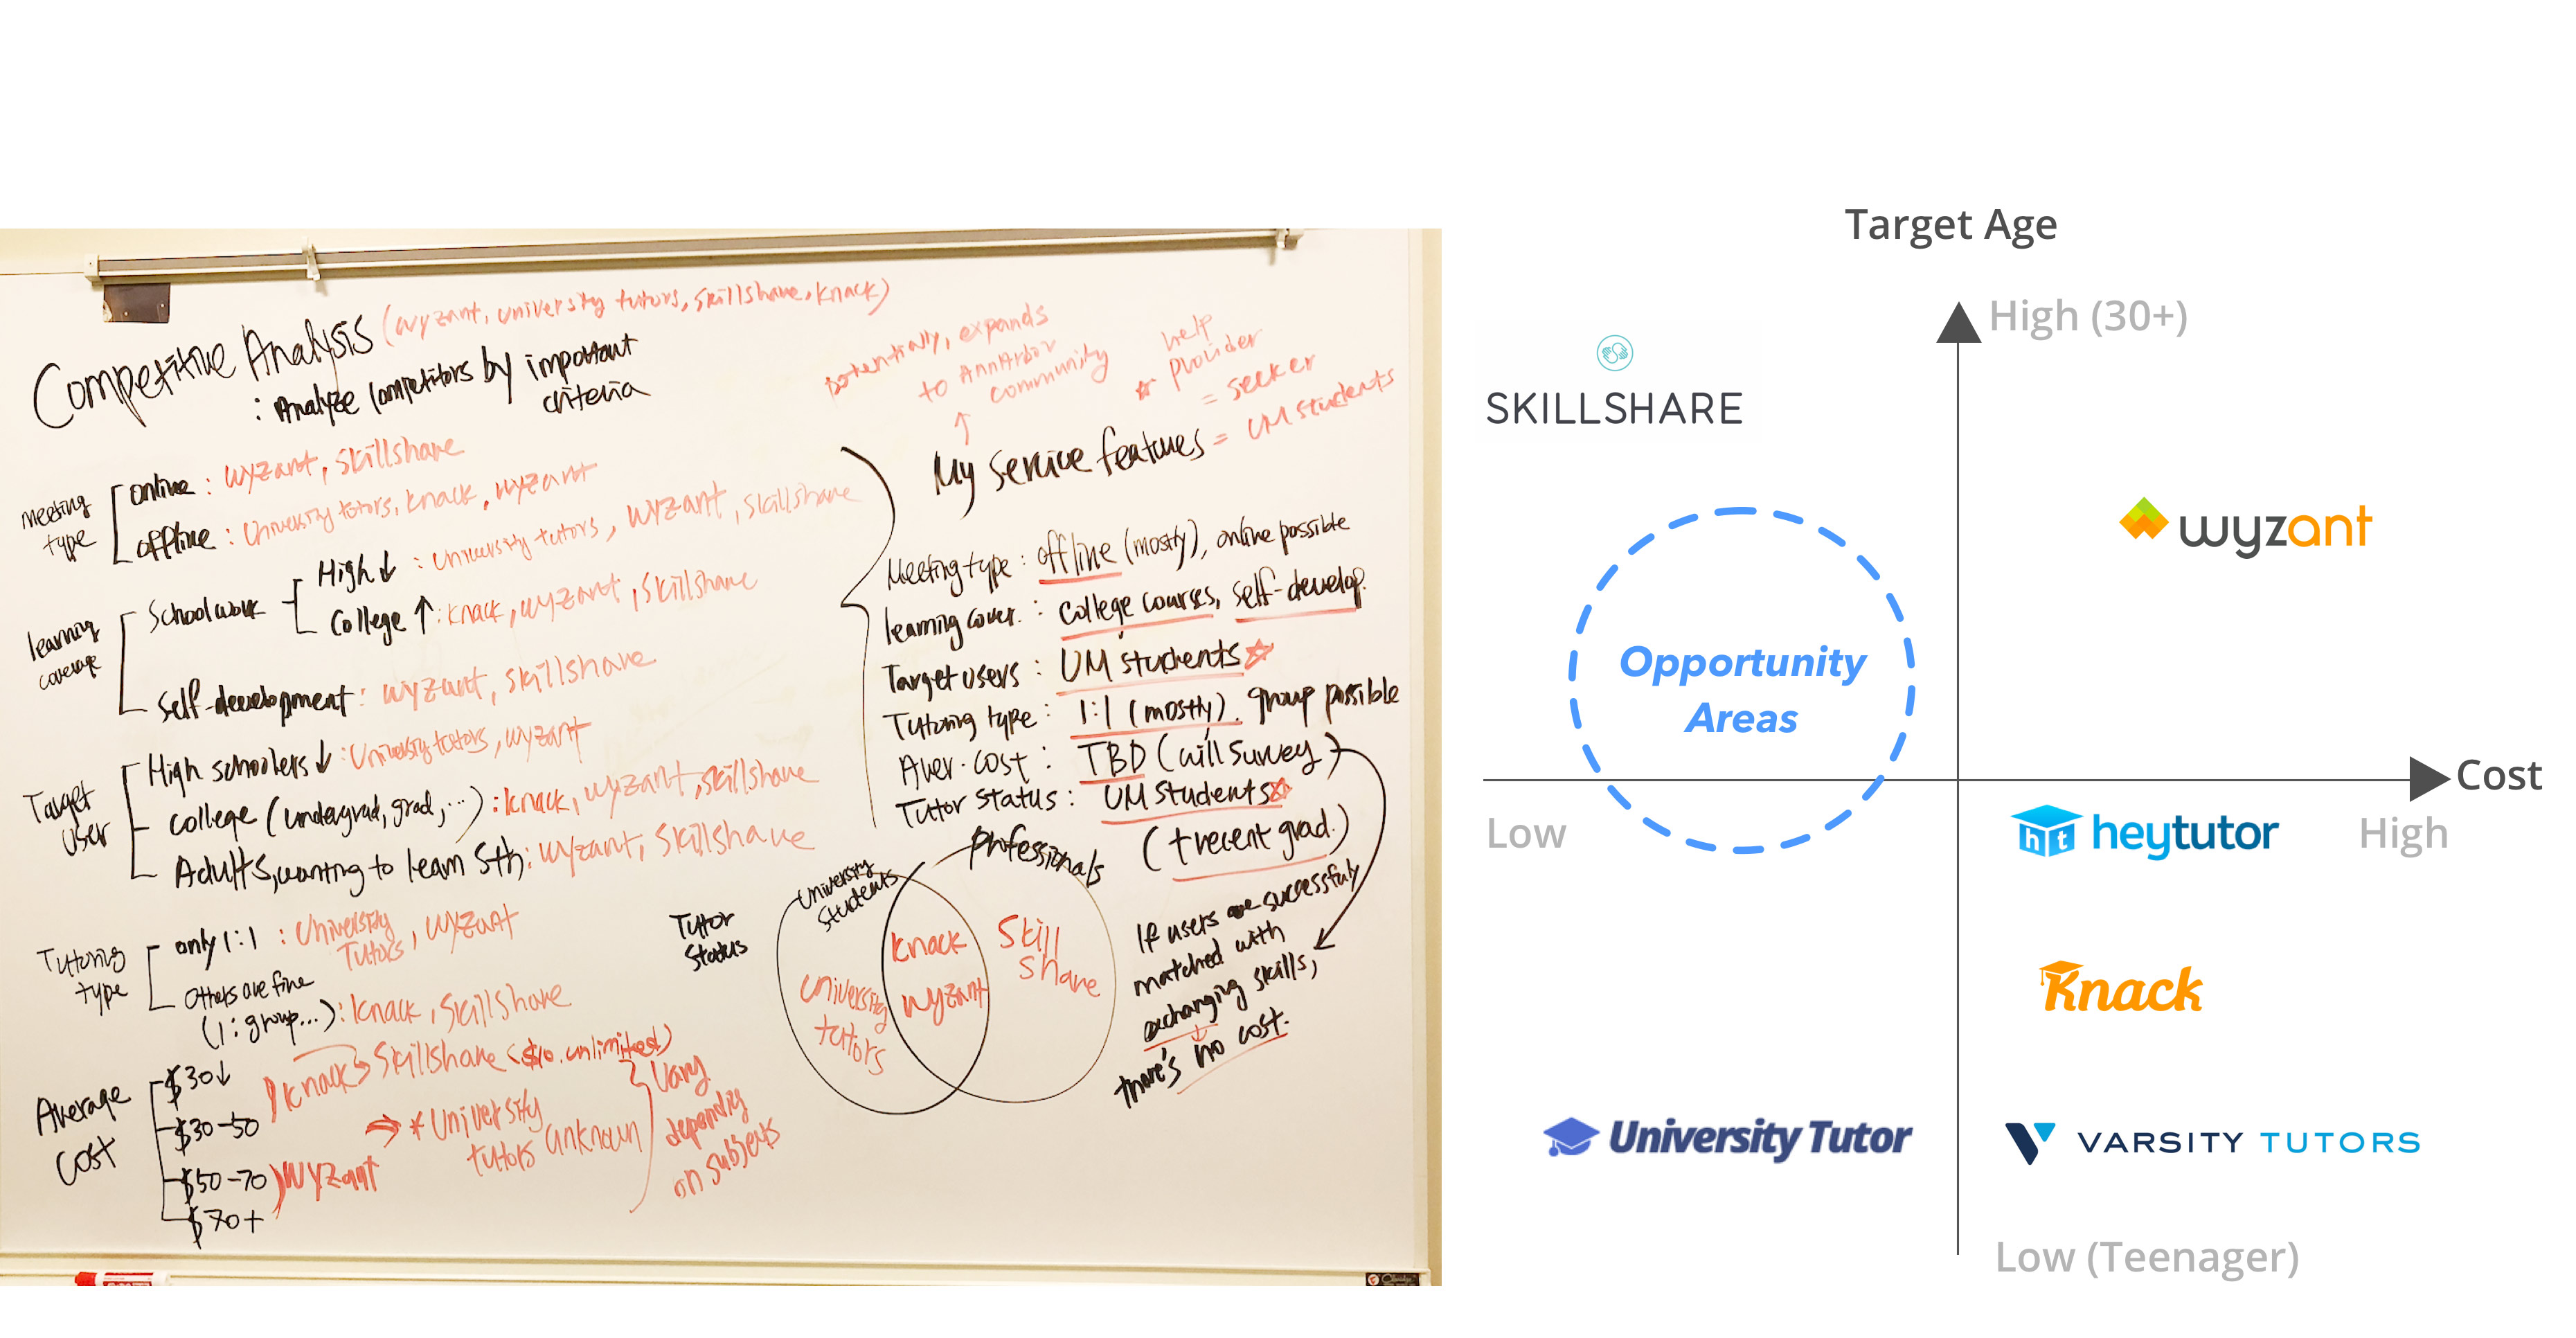 Competitive Analysis (wyzant, university tutors, skillshare, knack)
: Analyze competitors by important
criteria
meeting
type
online : wyzant, skillshare
offline : University tutors, knack, wyzant
learning
coverage
School work
High ↓ : University tutors, wyzant, skillshare
College ↑ : knack, wyzant, skillshare
Self-development : wyzant, skillshare
Target
User
High schoolers ↓ : University tutors, wyzant
college (undergrad, grad, ...) : knack, wyzant, skillshare
Adults, wanting to learn sth : wyzant, skillshare
Tutoring
type
only 1:1 : University
Tutors, wyzant
Others are fine
(1: group...) : knack, skillshare
Average
cost
$30↓
$30-50
$50-70
$70+
knack → Skillshare ($10. unlimited)
wyzant
⇒ * University
tutors unknown
Vary
depending
on subjects
potentially, expands
to Ann Arbor
community
↑
☆ help
provider
= seeker
My service features = UM students
Meeting type : offline (mostly), online possible
learning cover. : College courses, self-develop.
Target users : UM students ☆
Tutoring type : 1:1 (mostly), group possible
Aver. cost : TBD (will survey)
Tutor status : UM students ☆
(+ recent grad.)
Tutor
Status
University
students
Professionals
University
tutors
knack
wyzant
Skill
Share
If users are successfuly
matched with
exchanging skills,
there's no cost.
Target Age
High (30+)
SKILLSHARE
wyzant
Opportunity
Areas
Cost
Low
High
ht heytutor
Knack
University Tutor
VARSITY TUTORS
Low (Teenager)